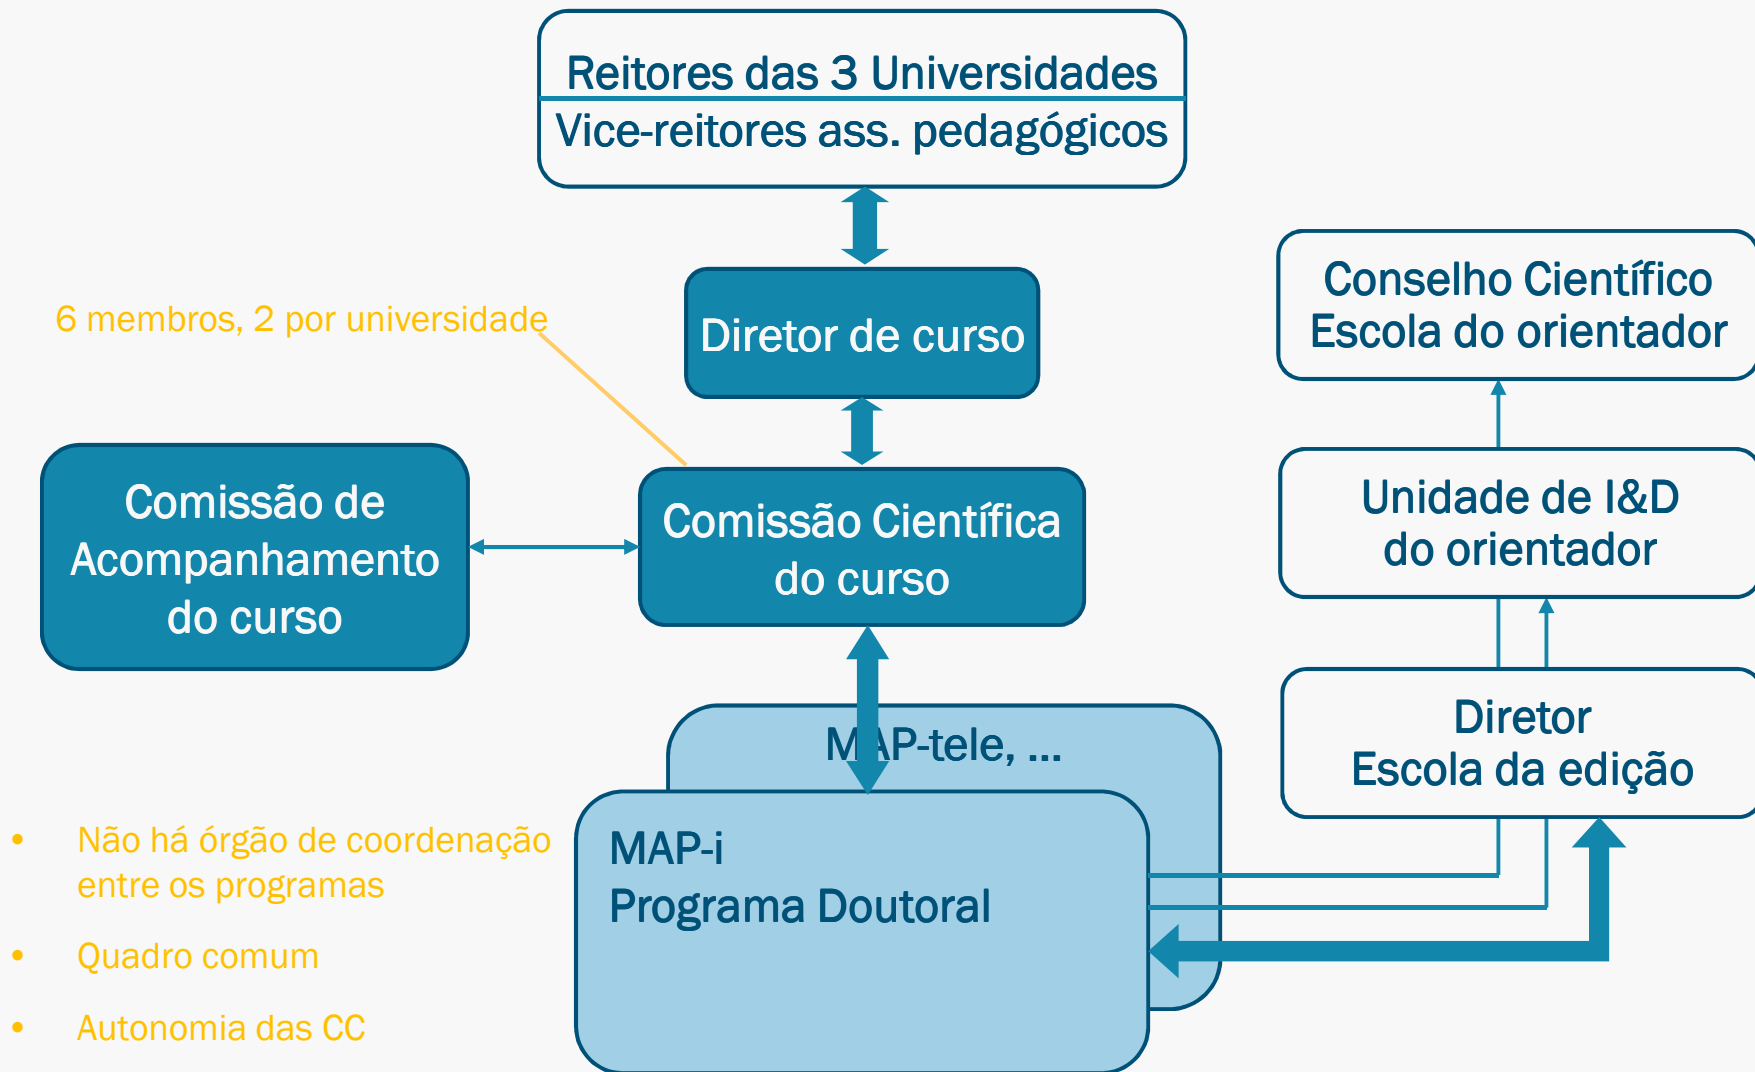 Reitores das 3 Universidades
Vice-reitores ass. pedagógicos
Diretor de curso
6 membros, 2 por universidade
Conselho Científico
Escola do orientador
Comissão de
Acompanhamento
do curso
Comissão Científica
do curso
Unidade de I&D
do orientador
Diretor
Escola da edição
MAP-tele, ...
MAP-i
Programa Doutoral
• Não há órgão de coordenação
entre os programas
• Quadro comum
• Autonomia das CC